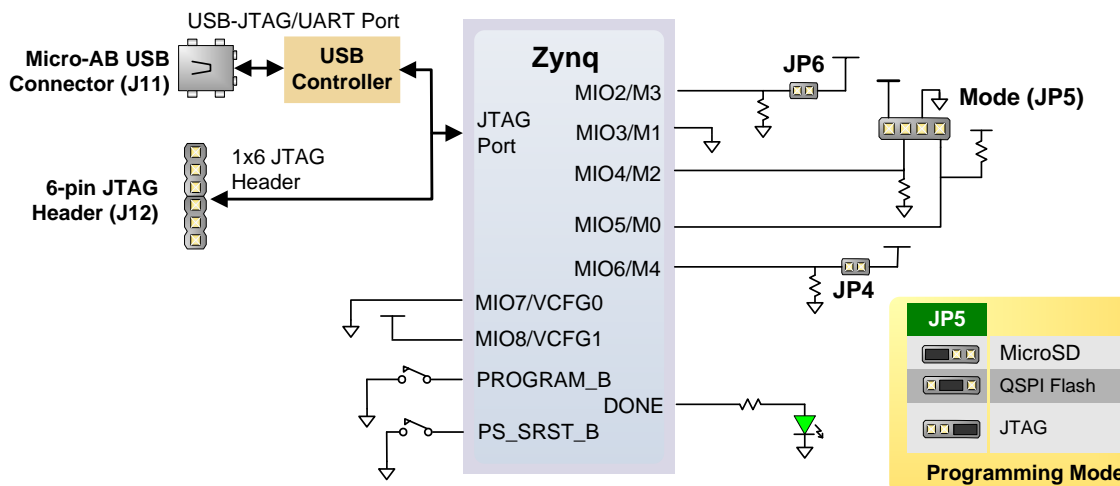 USB-JTAG/UART Port
Micro-AB USB
Connector (J11)
USB
Controller
1x6 JTAG
Header
6-pin JTAG
Header (J12)
Zynq
JTAG
Port
MIO2/M3
MIO3/M1
MIO4/M2
MIO5/M0
MIO6/M4
MIO7/VCFG0
MIO8/VCFG1
PROGRAM_B
DONE
PS_SRST_B
JP6
Mode (JP5)
JP4
JP5
MicroSD
QSPI Flash
JTAG
Programming Mode